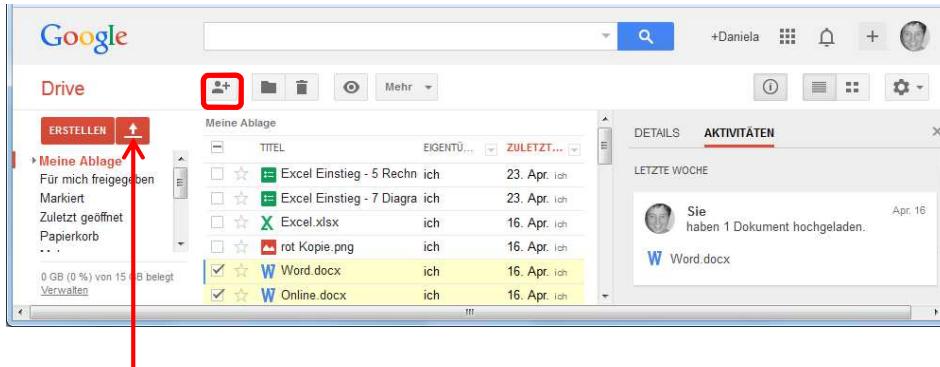 Google
+Daniela
Drive
Mehr
ERSTELLEN
Meine Ablage
Für mich freigegeben
Markiert
Zuletzt geöffnet
Papierkorb
0 GB (0 %) von 15 GB belegt
Verwalten
Meine Ablage
TITEL EIGENTÜ... ZULETZT...
Excel Einstieg - 5 Rechn ich 23. Apr. ich
Excel Einstieg - 7 Diagra ich 23. Apr. ich
Excel.xlsx ich 16. Apr. ich
rot Kopie.png ich 16. Apr. ich
Word.docx ich 16. Apr. ich
Online.docx ich 16. Apr. ich
DETAILS AKTIVITÄTEN
LETZTE WOCHE
Sie Apr. 16
haben 1 Dokument hochgeladen.
Word.docx